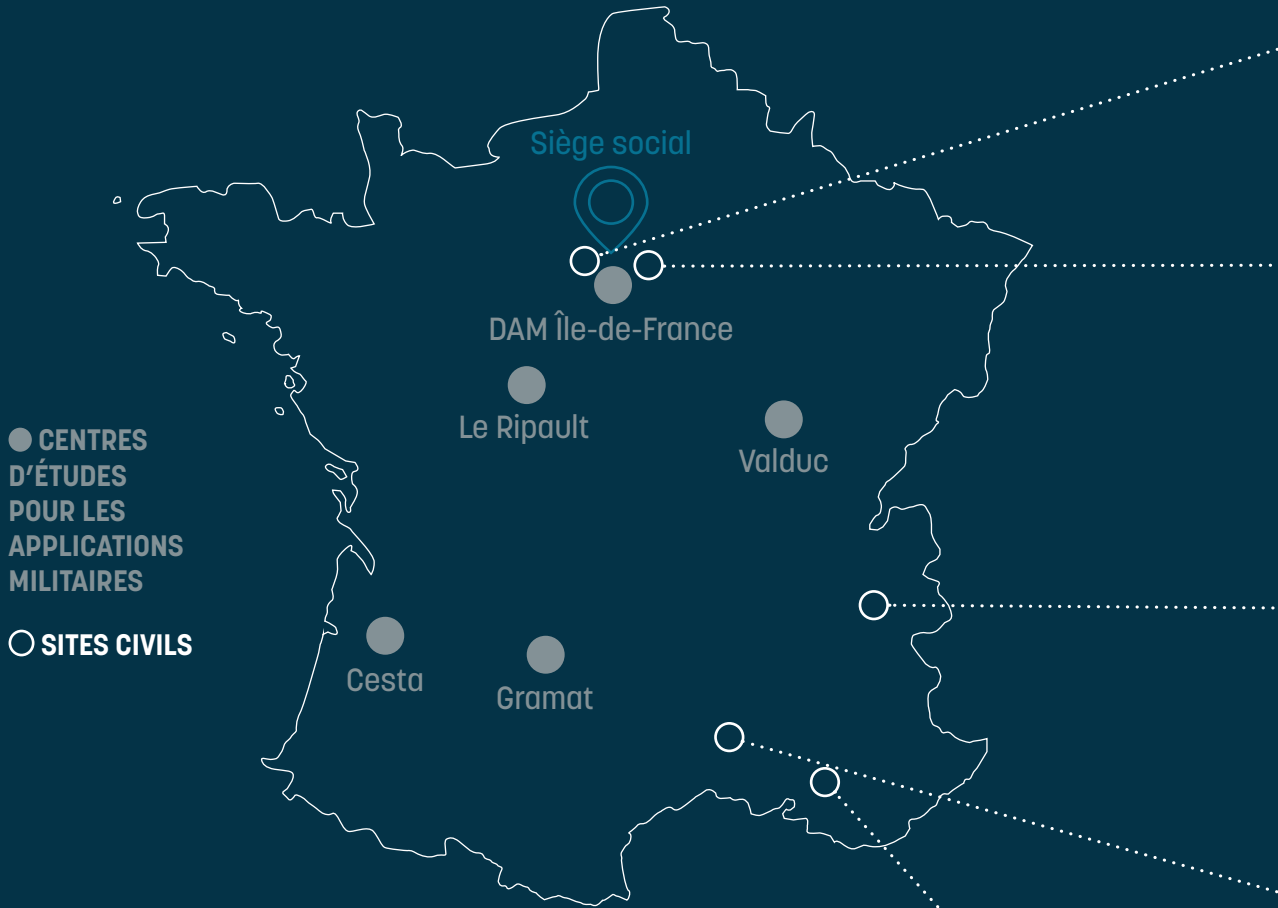 Siège social
DAM Île-de-France
Le Ripault
Valduc
CENTRES
D'ÉTUDES
POUR LES
APPLICATIONS
MILITAIRES
SITES CIVILS
Cesta
Gramat